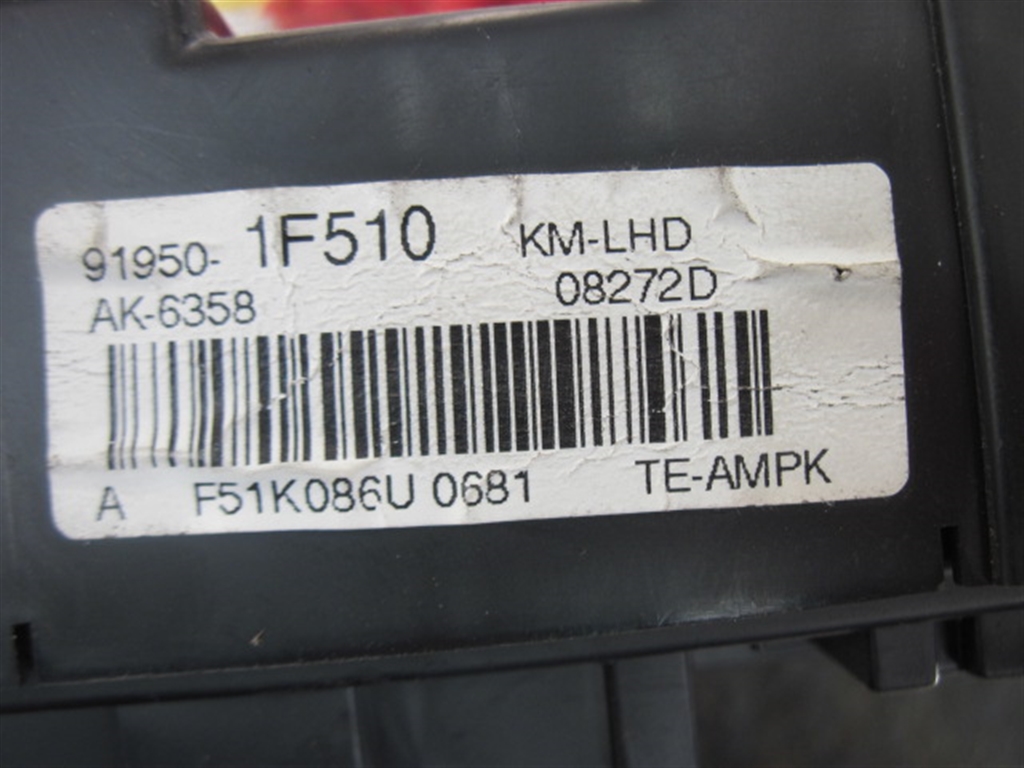 91950- 1F510 KM-LHD
AK-6358 08272D
A F51K086U 0681 TE-AMPK